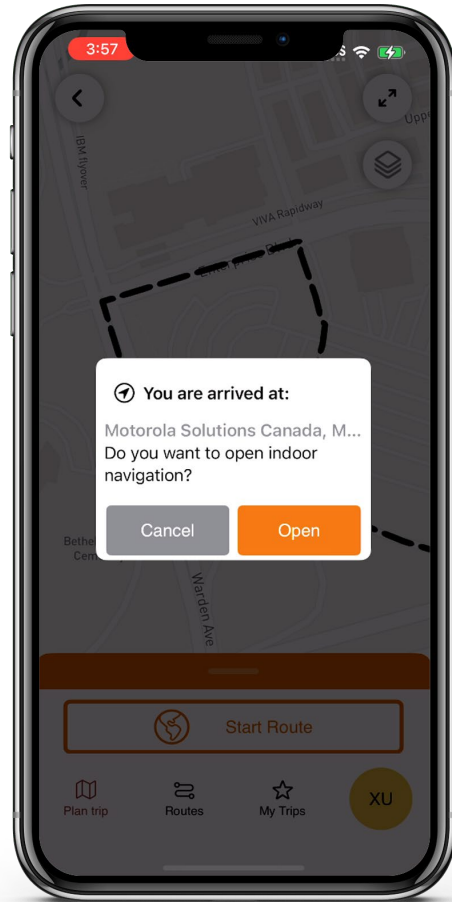 3:57
IBM flyover
Uppe
VIVA Rapidway
You are arrived at:
Motorola Solutions Canada, M...
Do you want to open indoor
navigation?
Cancel
Open
Warden Ave
Start Route
Plan trip
Routes
My Trips
XU